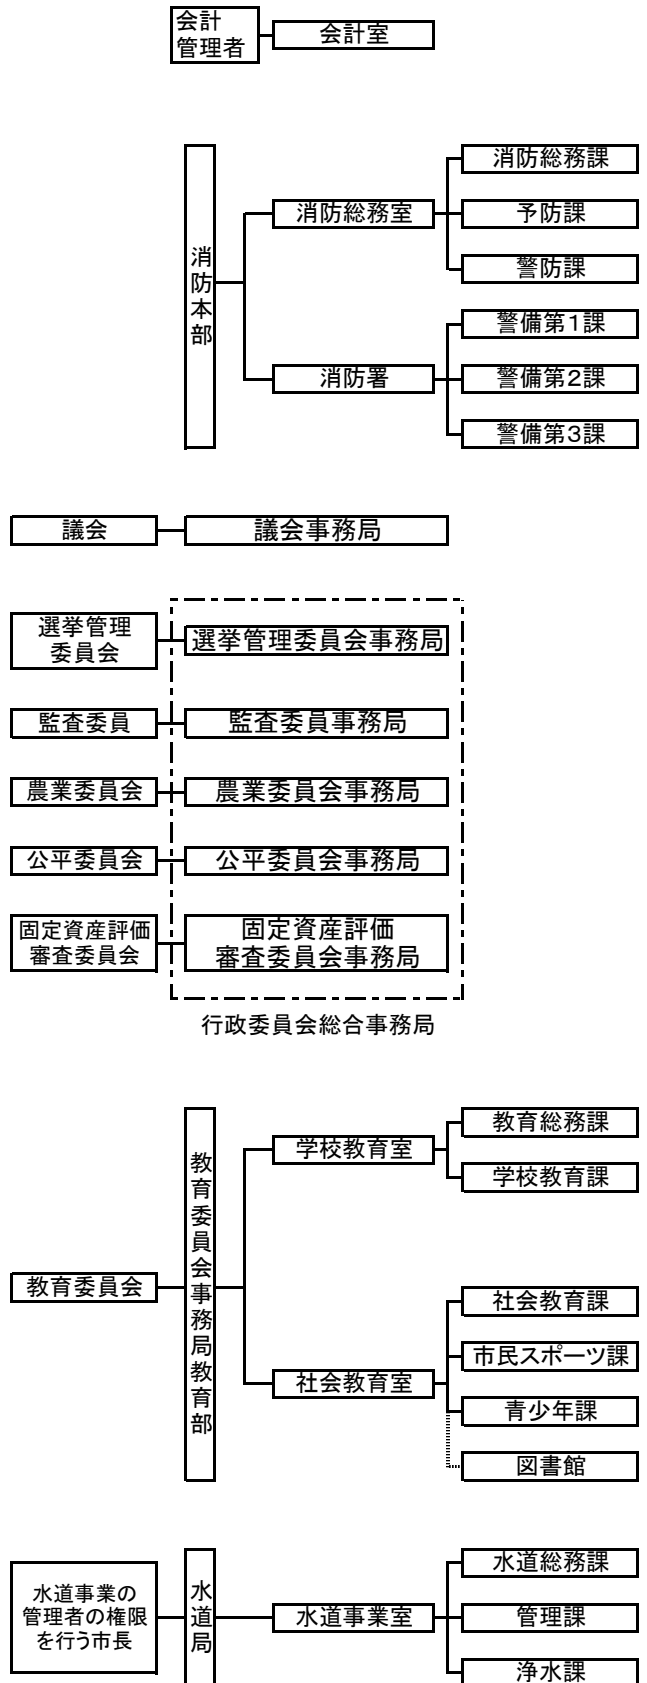 会計
管理者
会計室
消防本部
消防総務室
消防総務課
予防課
警防課
消防署
警備第1課
警備第2課
警備第3課
議会
議会事務局
選挙管理
委員会
選挙管理委員会事務局
監査委員
監査委員事務局
農業委員会
農業委員会事務局
公平委員会
公平委員会事務局
固定資産評価
審査委員会
固定資産評価
審査委員会事務局
行政委員会総合事務局
教育委員会
教育委員会事務局教育部
学校教育室
教育総務課
学校教育課
社会教育室
社会教育課
市民スポーツ課
青少年課
図書館
水道事業の
管理者の権限
を行う市長
水道局
水道事業室
水道総務課
管理課
浄水課